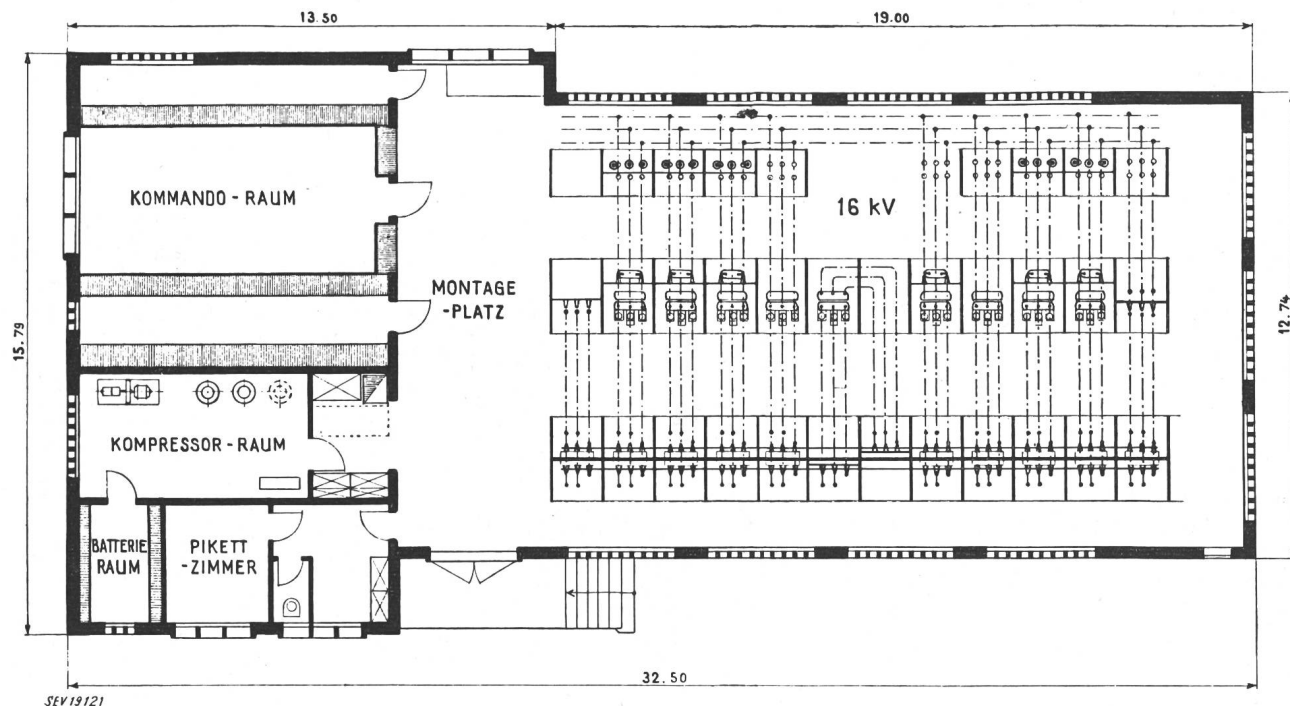 13.50
19.00
KOMMANDO - RAUM
16 kV
MONTAGE
-PLATZ
15.79
12.74
KOMPRESSOR - RAUM
BATTERIE
RAUM
PIKETT
-ZIMMER
32.50
SEV19121